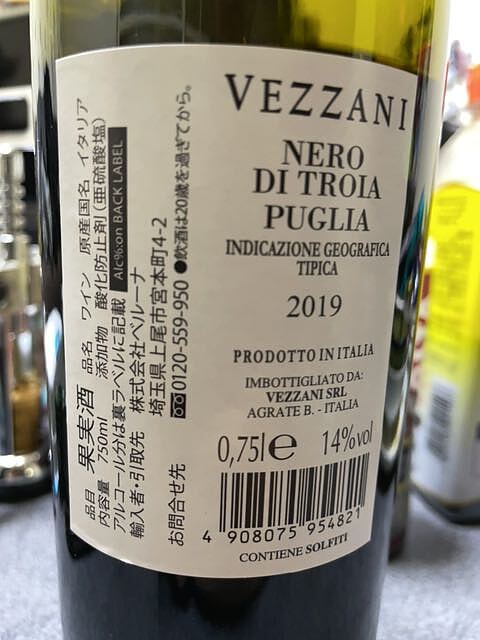 VEZZANI
NERO
DI TROIA
PUGLIA
INDICAZIONE GEOGRAFICA
TIPICA
2019
PRODOTTO IN ITALIA
IMBOTTIGLIATO DA:
VEZZANI SRL
AGRATE B. - ITALIA
0,75l e 14% vol
4 908075 954821
CONTIENE SOLFITI
品目 果実酒 品名 ワイン 原産国名 イタリア
内容量 750ml 添加物 酸化防止剤(亜硫酸塩)
アルコール分は裏ラベルに記載 Alc%:on BACK LABEL
輸入者・引取先 株式会社ベルーナ
埼玉県上尾市宮本町4-2
お問合せ先 0120-559-950 ●飲酒は20歳を過ぎてから。